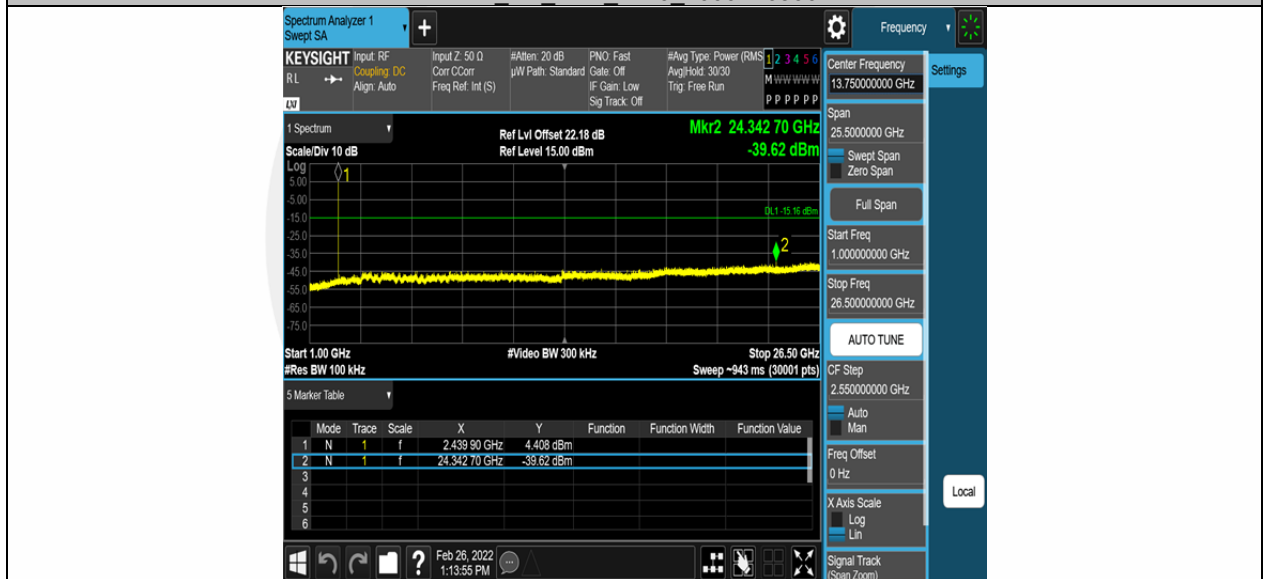 Spectrum Analyzer 1
Swept SA
+
Frequency
KEYSIGHT
RL
LXI
Input: RF
Coupling: DC
Align: Auto
Input Z: 50 Ω
Corr CCorr
Freq Ref: Int (S)
#Atten: 20 dB
µW Path: Standard
PNO: Fast
Gate: Off
IF Gain: Low
Sig Track: Off
#Avg Type: Power (RMS
Avg|Hold: 30/30
Trig: Free Run
1 2 3 4 5 6
M W W W W W
P P P P P P
1 Spectrum
Scale/Div 10 dB
Ref Lvl Offset 22.18 dB
Ref Level 15.00 dBm
Mkr2 24.342 70 GHz
-39.62 dBm
Log
1
5.00
-5.00
-15.0
DL1 -15.16 dBm
-25.0
2
-35.0
-45.0
-55.0
-65.0
-75.0
Start 1.00 GHz
#Video BW 300 kHz
Stop 26.50 GHz
#Res BW 100 kHz
Sweep ~943 ms (30001 pts)
5 Marker Table
Mode Trace Scale X Y Function Function Width Function Value
1 N 1 f 2.439 90 GHz 4.408 dBm
2 N 1 f 24.342 70 GHz -39.62 dBm
3
4
5
6
?
Feb 26, 2022
1:13:55 PM
Center Frequency
13.750000000 GHz
Settings
Span
25.5000000 GHz
Swept Span
Zero Span
Full Span
Start Freq
1.000000000 GHz
Stop Freq
26.500000000 GHz
AUTO TUNE
CF Step
2.550000000 GHz
Auto
Man
Freq Offset
0 Hz
Local
X Axis Scale
Log
Lin
Signal Track
(Span Zoom)